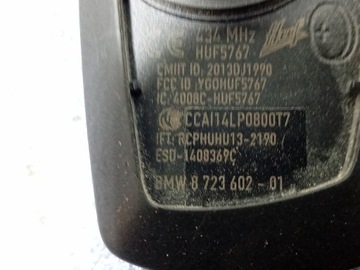 434 MHz Huf
HUF5767
CMIIT ID: 2013DJ1990
FCC ID YGOHUF5767
IC: 4008C-HUF5767
CCAI14LP0800T7
IFT: RCPHUHU13-2190 /
ESD-1408369C
BMW 8 723 602 - 01